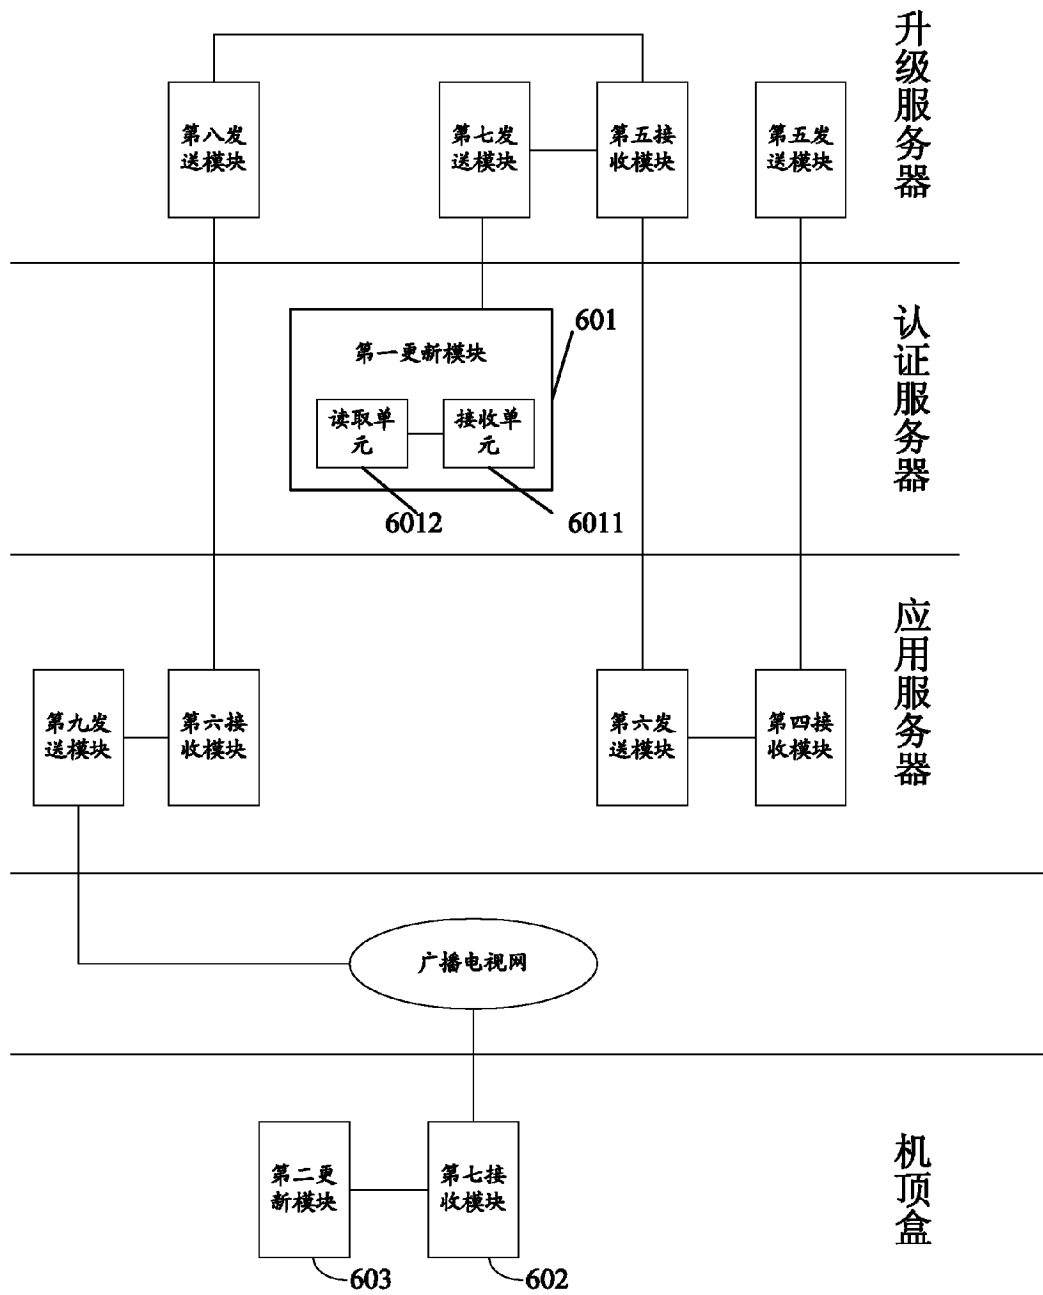 升级服务器
第八发
送模块
第七发
送模块
第五接
收模块
第五发
送模块
认证服务器
601
第一更新模块
读取单
元
接收单
元
6012
6011
应用服务器
第九发
送模块
第六接
收模块
第六发
送模块
第四接
收模块
广播电视网
机顶盒
第二更
新模块
第七接
收模块
603
602